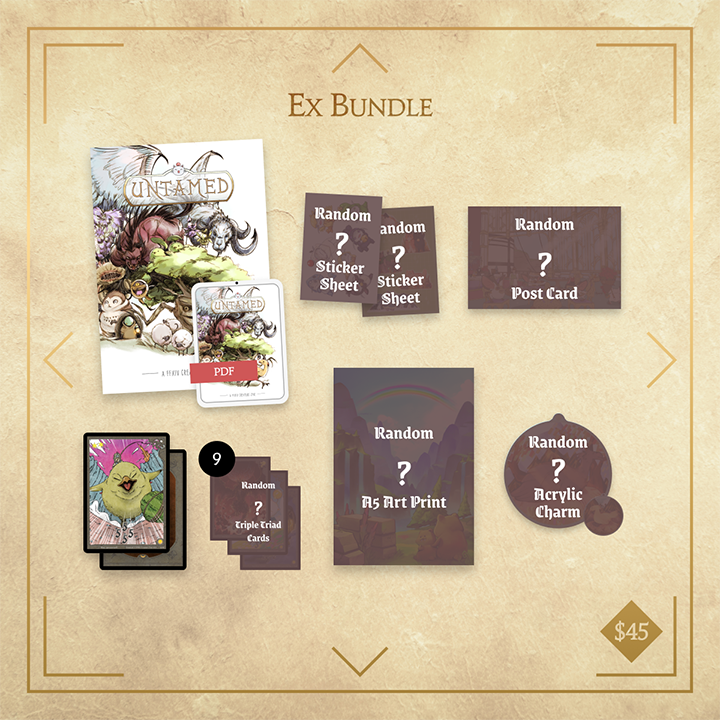 Ex Bundle
UNTAMED
UNTAMED
PDF
Random
?
Sticker
Sheet
Random
?
Sticker
Sheet
Random
?
Post Card
9
Random
?
Triple Triad
Cards
Random
?
A5 Art Print
Random
?
Acrylic
Charm
$45